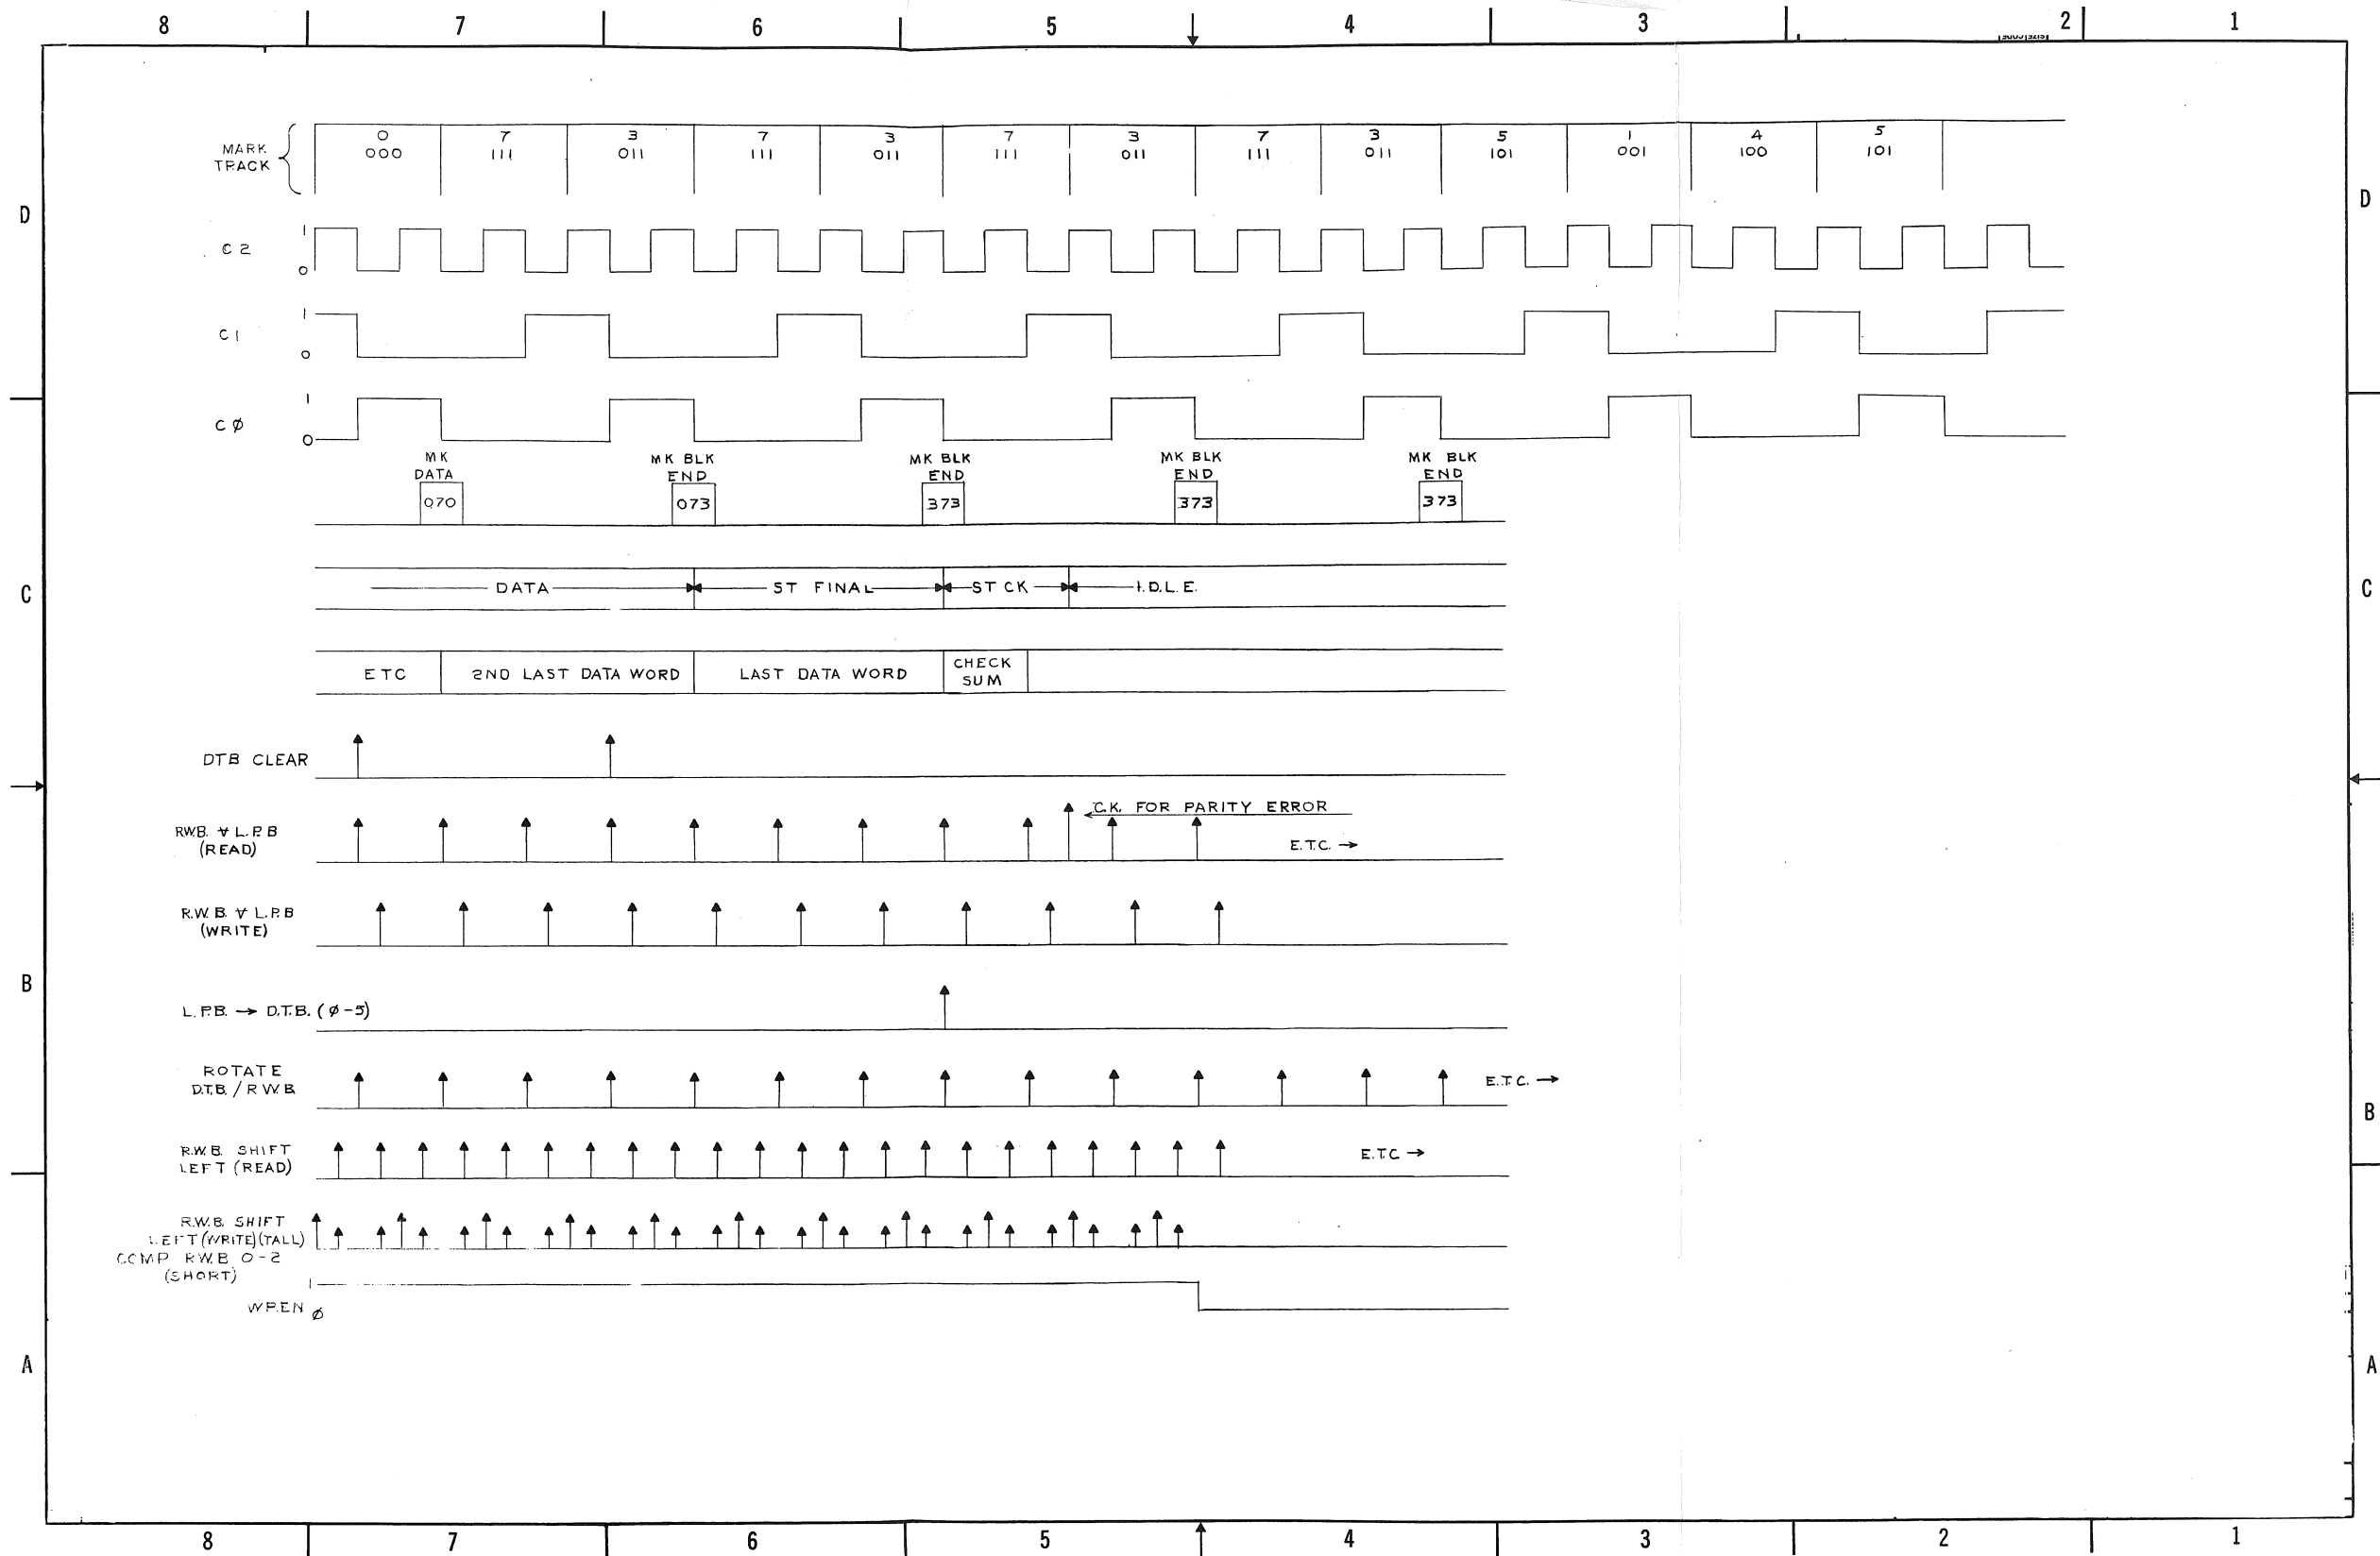 8 7 6 5 4 3 2 1
D D
MARK TRACK
0 7 3 7 3 7 3 7 3 5 1 4 5
000 111 011 111 011 111 011 111 011 101 001 100 101
C2 1 0
C1 1 0
CØ 1 0
MK DATA
070
MK BLK END
073
MK BLK END
373
MK BLK END
373
MK BLK END
373
C C
DATA ST FINAL ST CK I.D.L.E.
ETC 2ND LAST DATA WORD LAST DATA WORD CHECK SUM
DTB CLEAR
RWB. ∀ L.P.B
(READ)
C.K. FOR PARITY ERROR
E.T.C. →
R.W.B. ∀ L.P.B
(WRITE)
B
L.P.B. → D.T.B. (Ø-5)
ROTATE
D.T.B. / R.W.B.
E.T.C. →
B
R.W.B. SHIFT
LEFT (READ)
E.T.C →
R.W.B. SHIFT
LEFT (WRITE) (TALL)
COMP R.W.B 0-2
(SHORT)
1
WR.EN Ø
A A
8 7 6 5 4 3 2 1